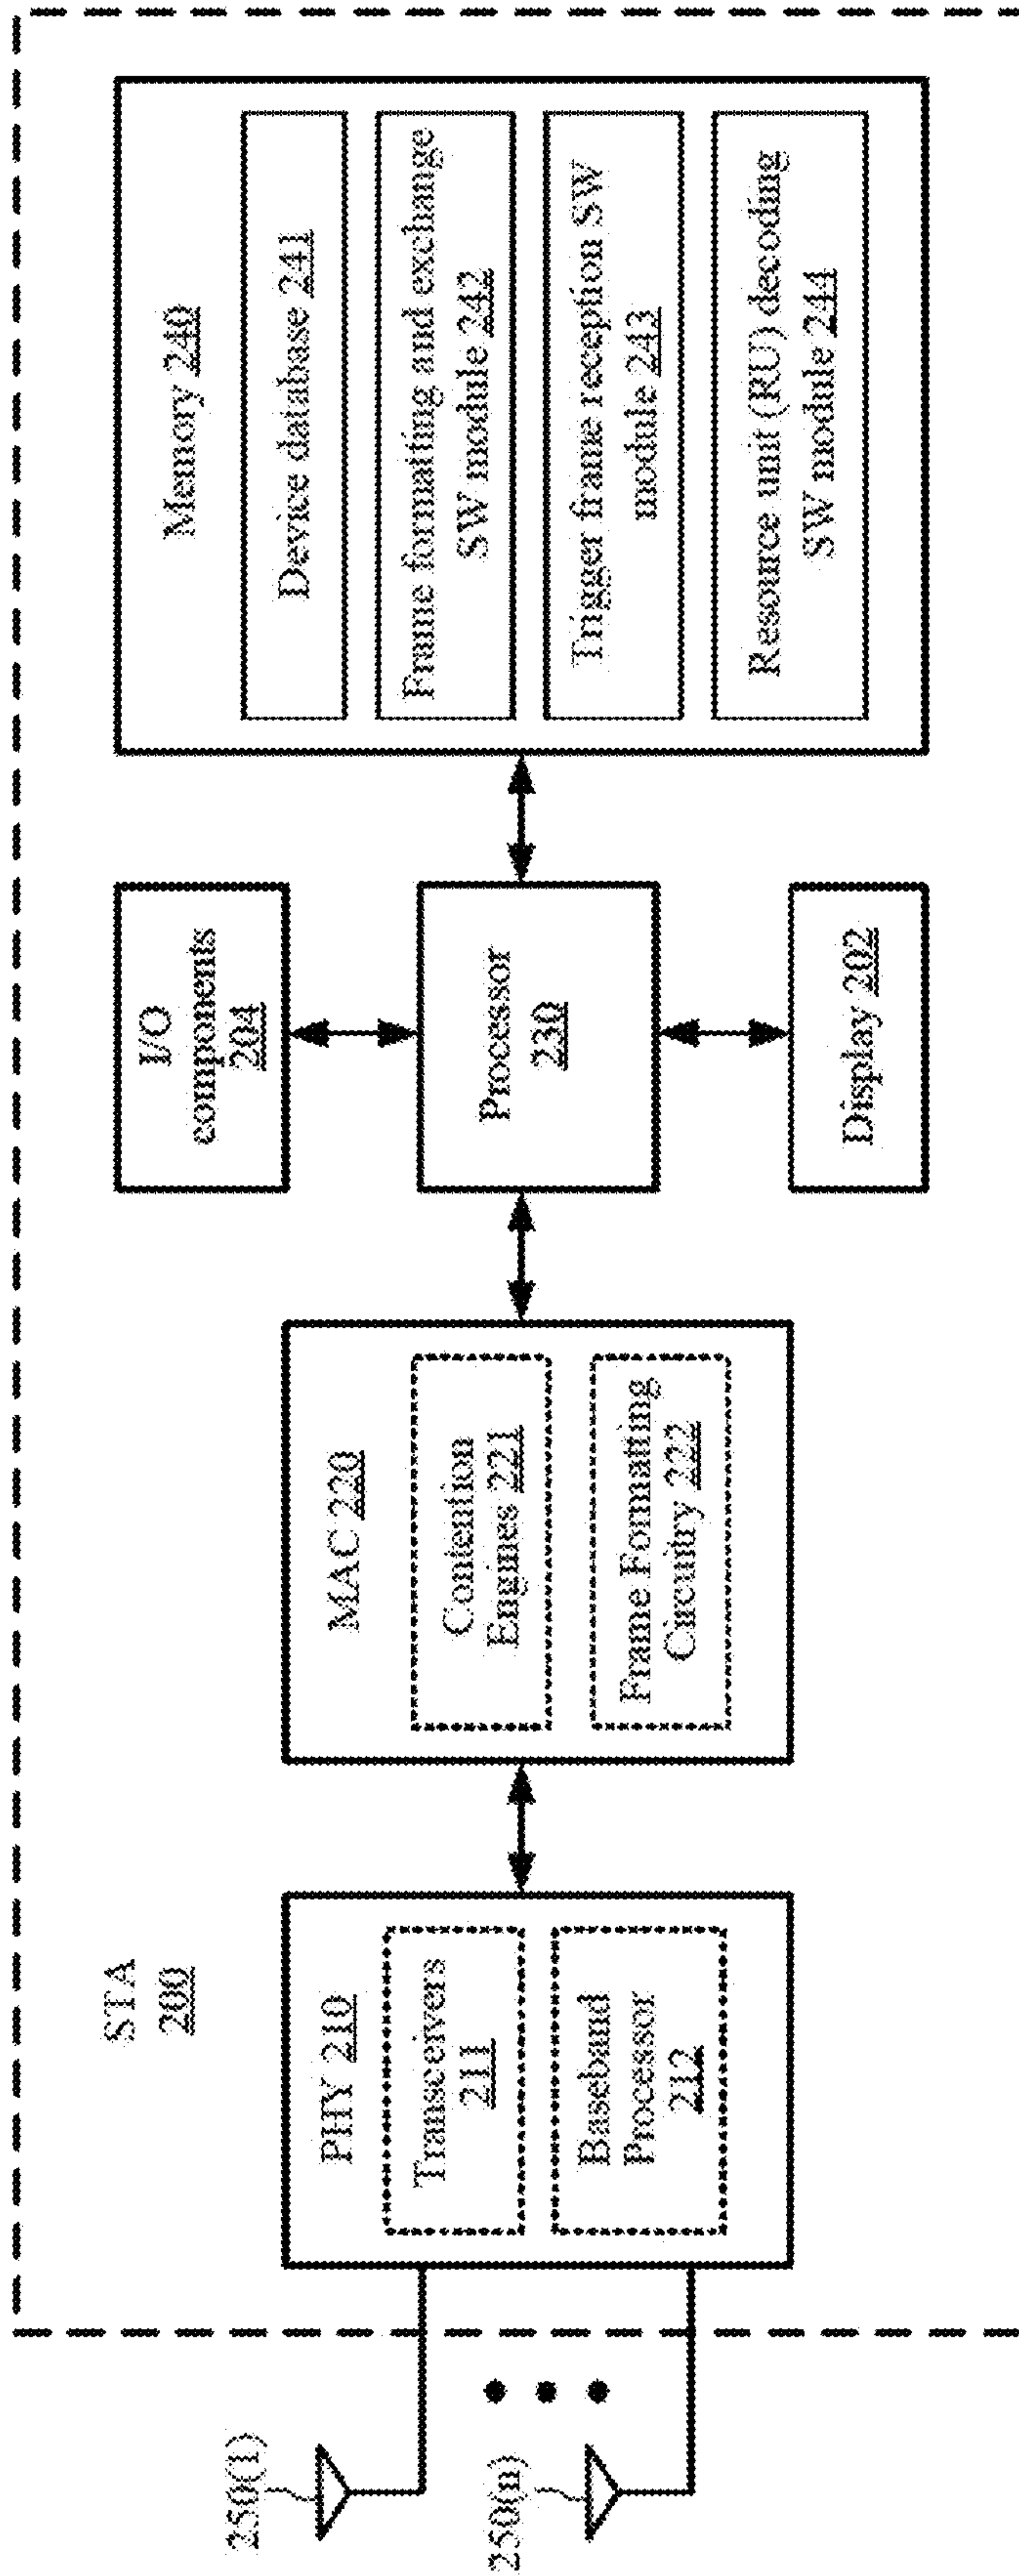 STA
200
250(1)
250(n)
PHY 210
Transceivers
211
Baseband
Processor
212
MAC 220
Contention
Engines 221
Frame Formatting
Circuitry 222
I/O
components
204
Processor
230
Display 202
Memory 240
Device database 241
Frame formatting and exchange
SW module 242
Trigger frame reception SW
module 243
Resource unit (RU) decoding
SW module 244